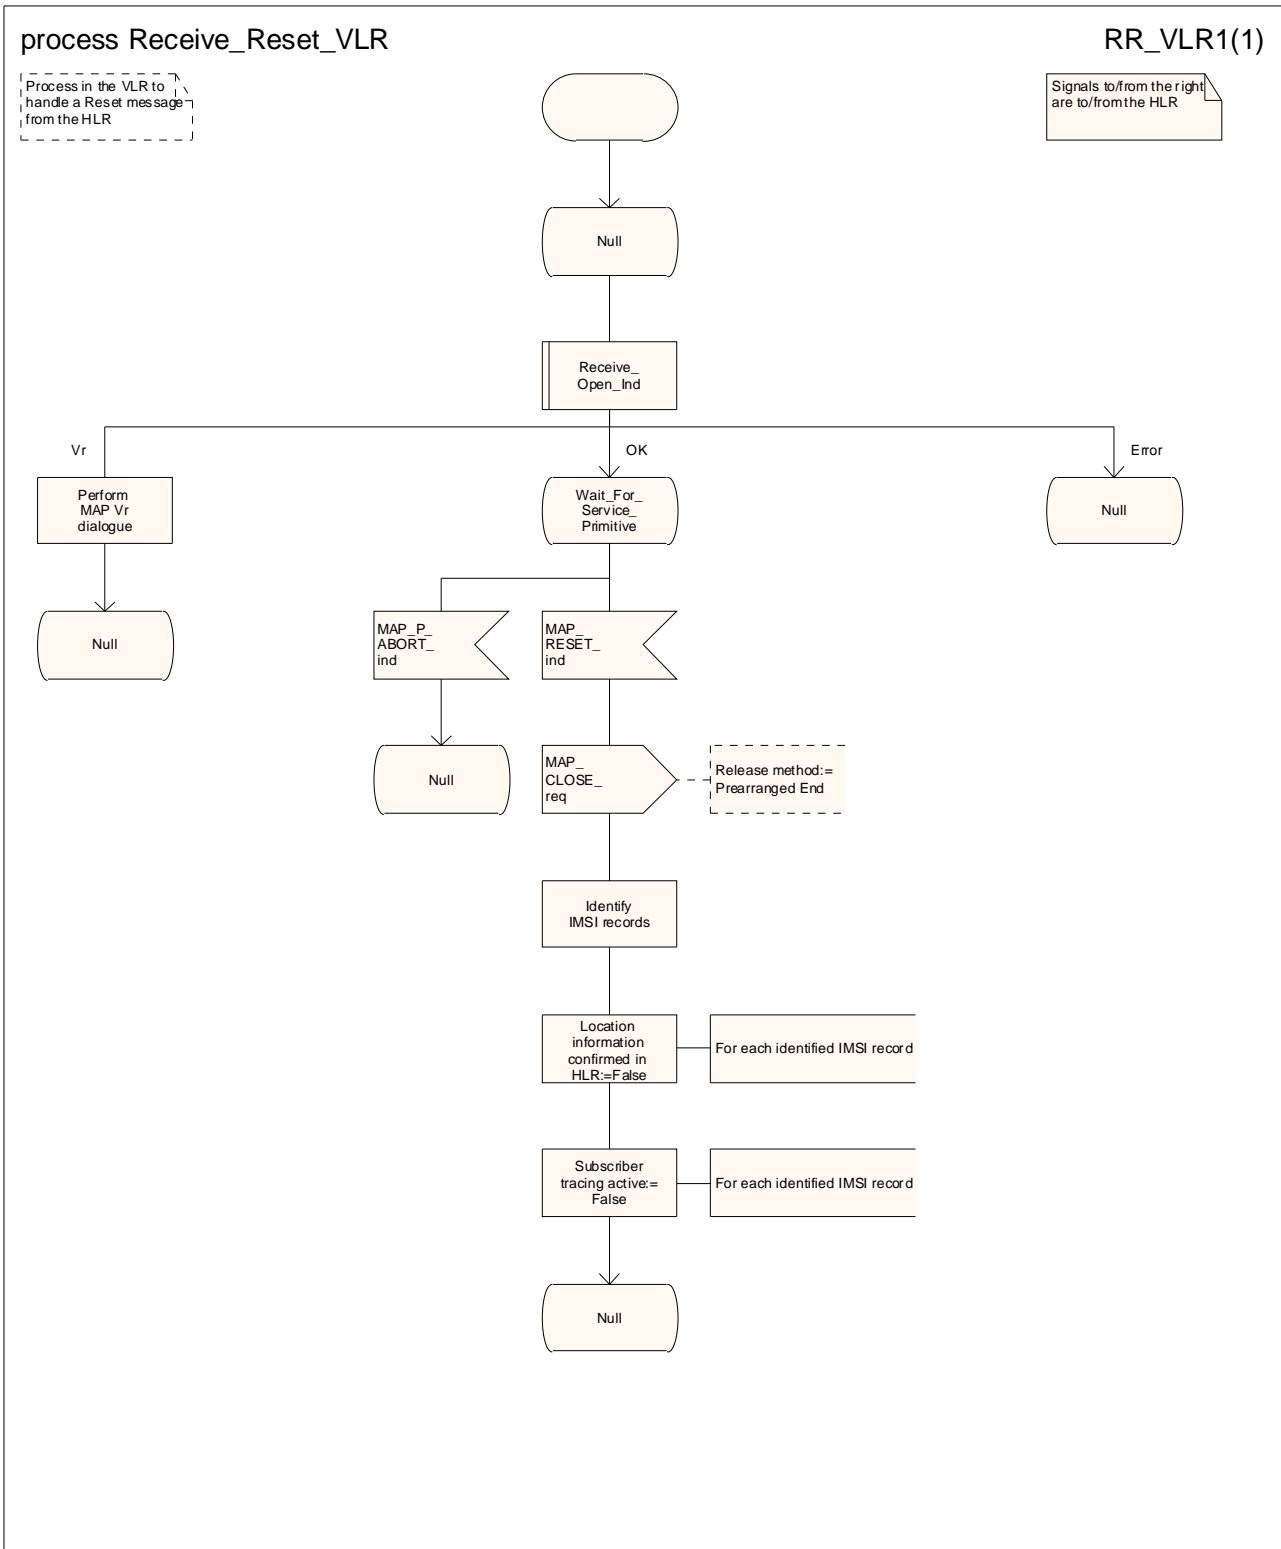 process Receive_Reset_VLR
RR_VLR1(1)
Process in the VLR to
handle a Reset message
from the HLR
Signals to/from the right
are to/from the HLR
Null
Receive_
Open_Ind
Vr
OK
Error
Perform
MAP Vr
dialogue
Wait_For_
Service_
Primitive
Null
Null
MAP_P_
ABORT_
ind
MAP_
RESET_
ind
Null
MAP_
CLOSE_
req
Release method:=
Prearranged End
Identify
IMSI records
Location
information
confirmed in
HLR:=False
For each identified IMSI record
Subscriber
tracing active:=
False
For each identified IMSI record
Null